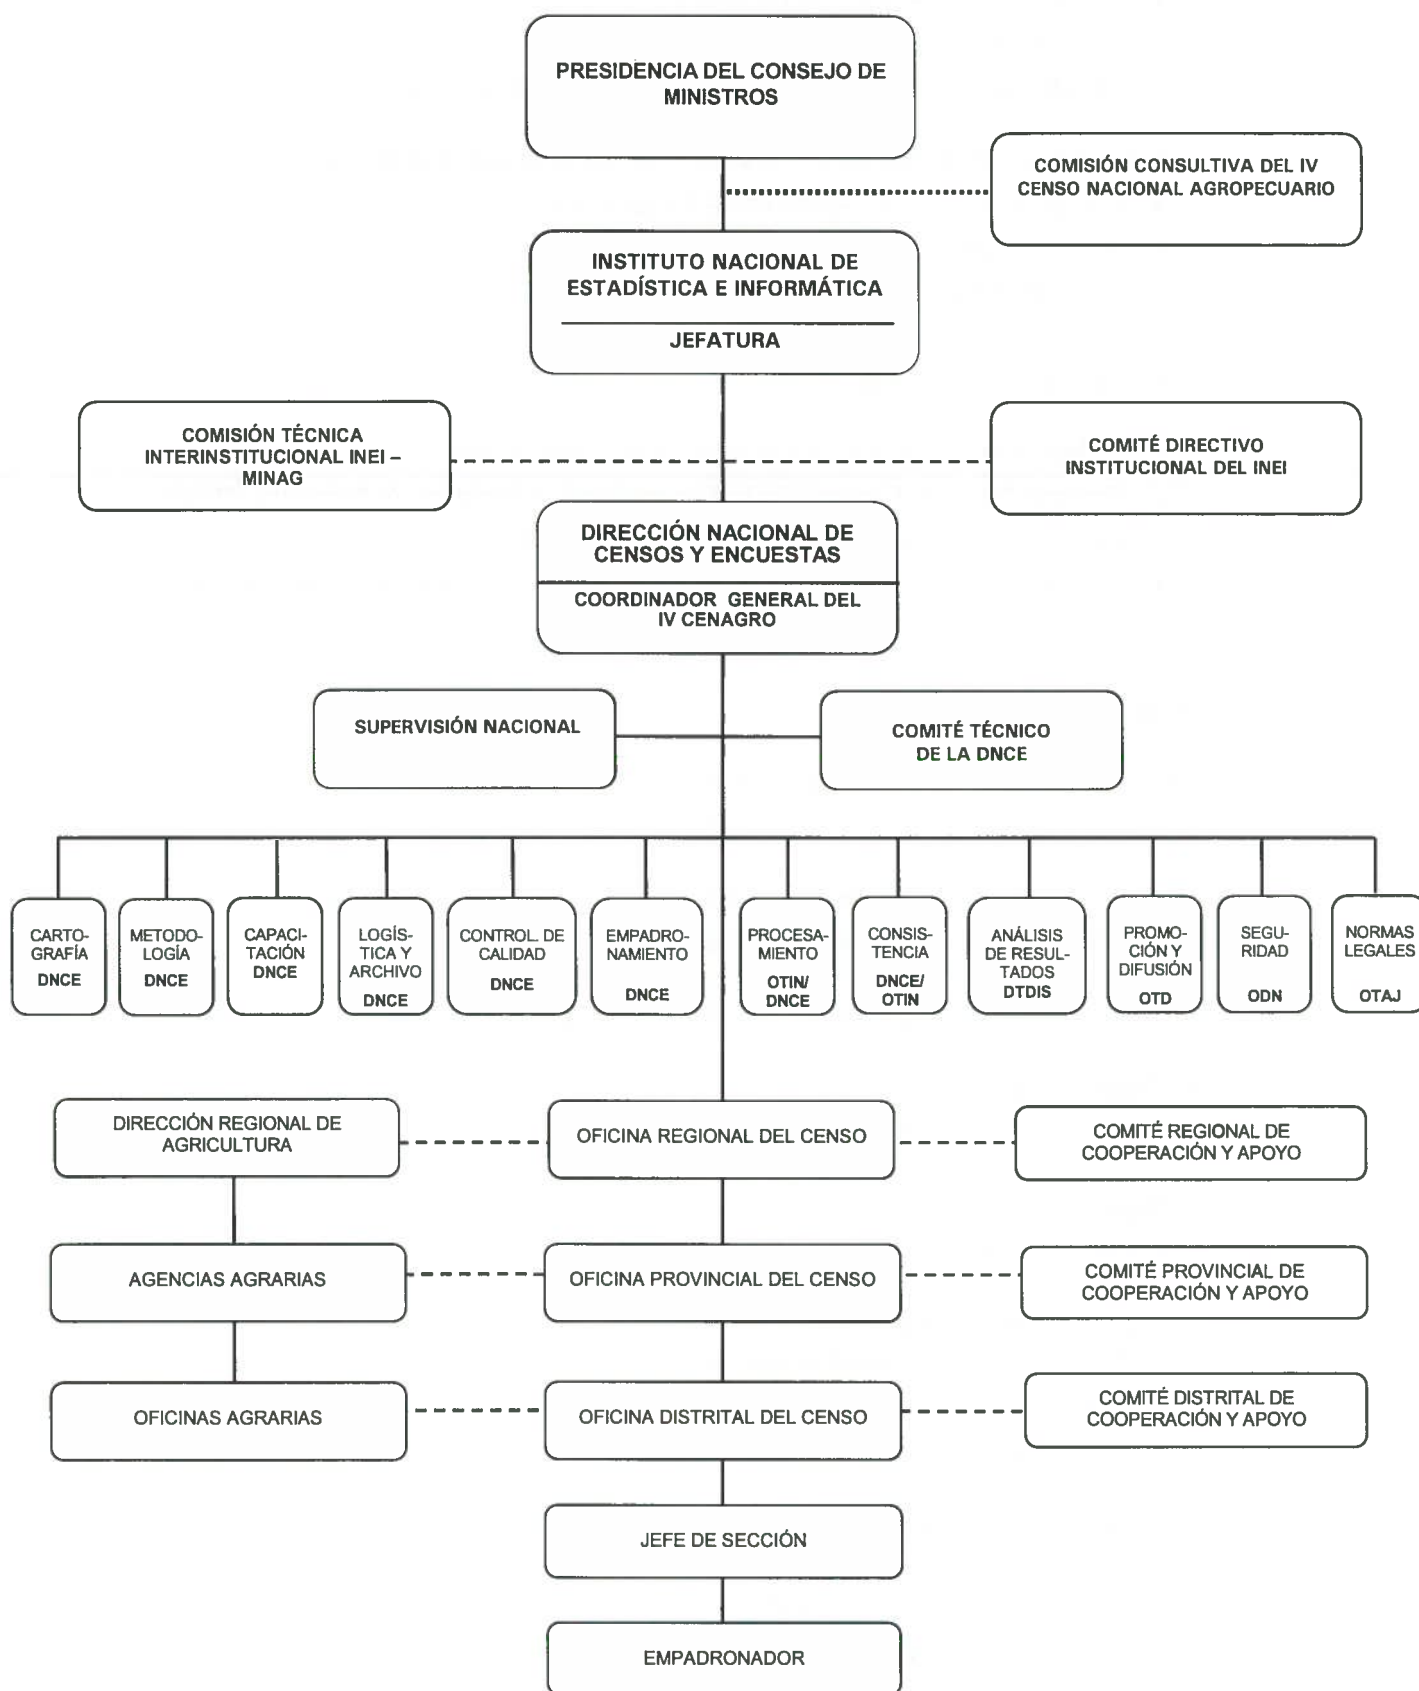 PRESIDENCIA DEL CONSEJO DE
MINISTROS
COMISIÓN CONSULTIVA DEL IV
CENSO NACIONAL AGROPECUARIO
INSTITUTO NACIONAL DE
ESTADÍSTICA E INFORMÁTICA
JEFATURA
COMISIÓN TÉCNICA
INTERINSTITUCIONAL INEI –
MINAG
COMITÉ DIRECTIVO
INSTITUCIONAL DEL INEI
DIRECCIÓN NACIONAL DE
CENSOS Y ENCUESTAS
COORDINADOR GENERAL DEL
IV CENAGRO
SUPERVISIÓN NACIONAL
COMITÉ TÉCNICO
DE LA DNCE
CARTO-
GRAFÍA
DNCE
METODO-
LOGÍA
DNCE
CAPACI-
TACIÓN
DNCE
LOGÍS-
TICA Y
ARCHIVO
DNCE
CONTROL. DE
CALIDAD
DNCE
EMPADRO-
NAMIENTO
DNCE
PROCESA-
MIENTO
OTIN/
DNCE
CONSIS-
TENCIA
DNCE/
OTIN
ANÁLISIS
DE RESUL-
TADOS
DTDIS
PROMO-
CIÓN Y
DIFUSIÓN
OTD
SEGU-
RIDAD
ODN
NORMAS
LEGALES
OTAJ
DIRECCIÓN REGIONAL DE
AGRICULTURA
OFICINA REGIONAL DEL CENSO
COMITÉ REGIONAL DE
COOPERACIÓN Y APOYO
AGENCIAS AGRARIAS
OFICINA PROVINCIAL DEL CENSO
COMITÉ PROVINCIAL DE
COOPERACIÓN Y APOYO
OFICINAS AGRARIAS
OFICINA DISTRITAL DEL CENSO
COMITÉ DISTRITAL DE
COOPERACIÓN Y APOYO
JEFE DE SECCIÓN
EMPADRONADOR